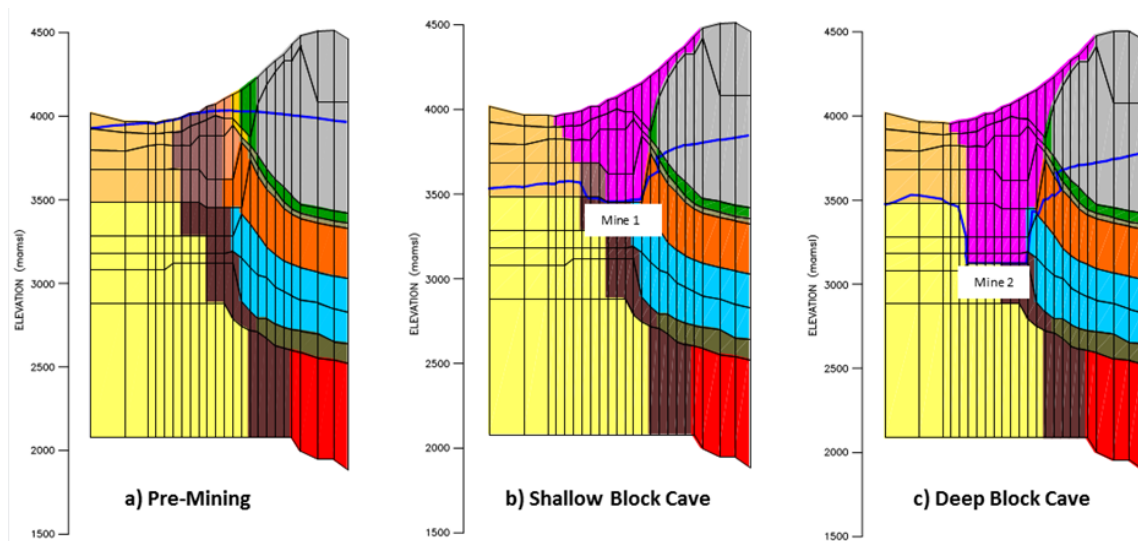 4500
4000
3500
3000
2500
2000
1500
ELEVATION (mamsl)
a) Pre-Mining
4500
4000
3500
3000
2500
2000
1500
ELEVATION (mamsl)
Mine 1
b) Shallow Block Cave
4500
4000
3500
3000
2500
2000
1500
ELEVATION (mamsl)
Mine 2
c) Deep Block Cave